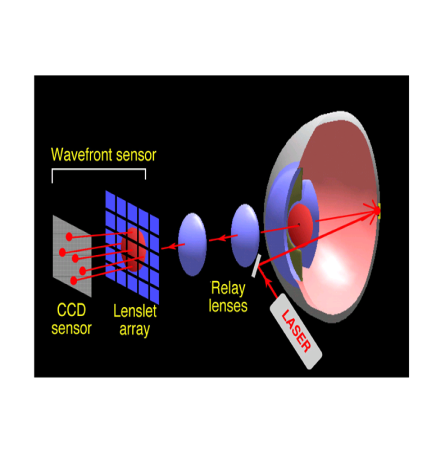 Wavefront sensor
CCD
sensor
Lenslet
array
Relay
lenses
LASER